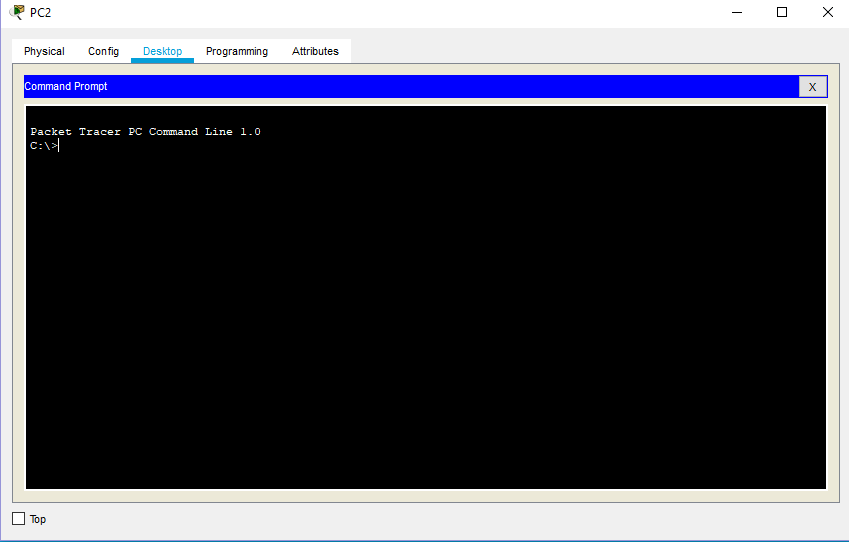 PC2
Physical Config Desktop Programming Attributes
Command Prompt X
Packet Tracer PC Command Line 1.0
C:\>
Top